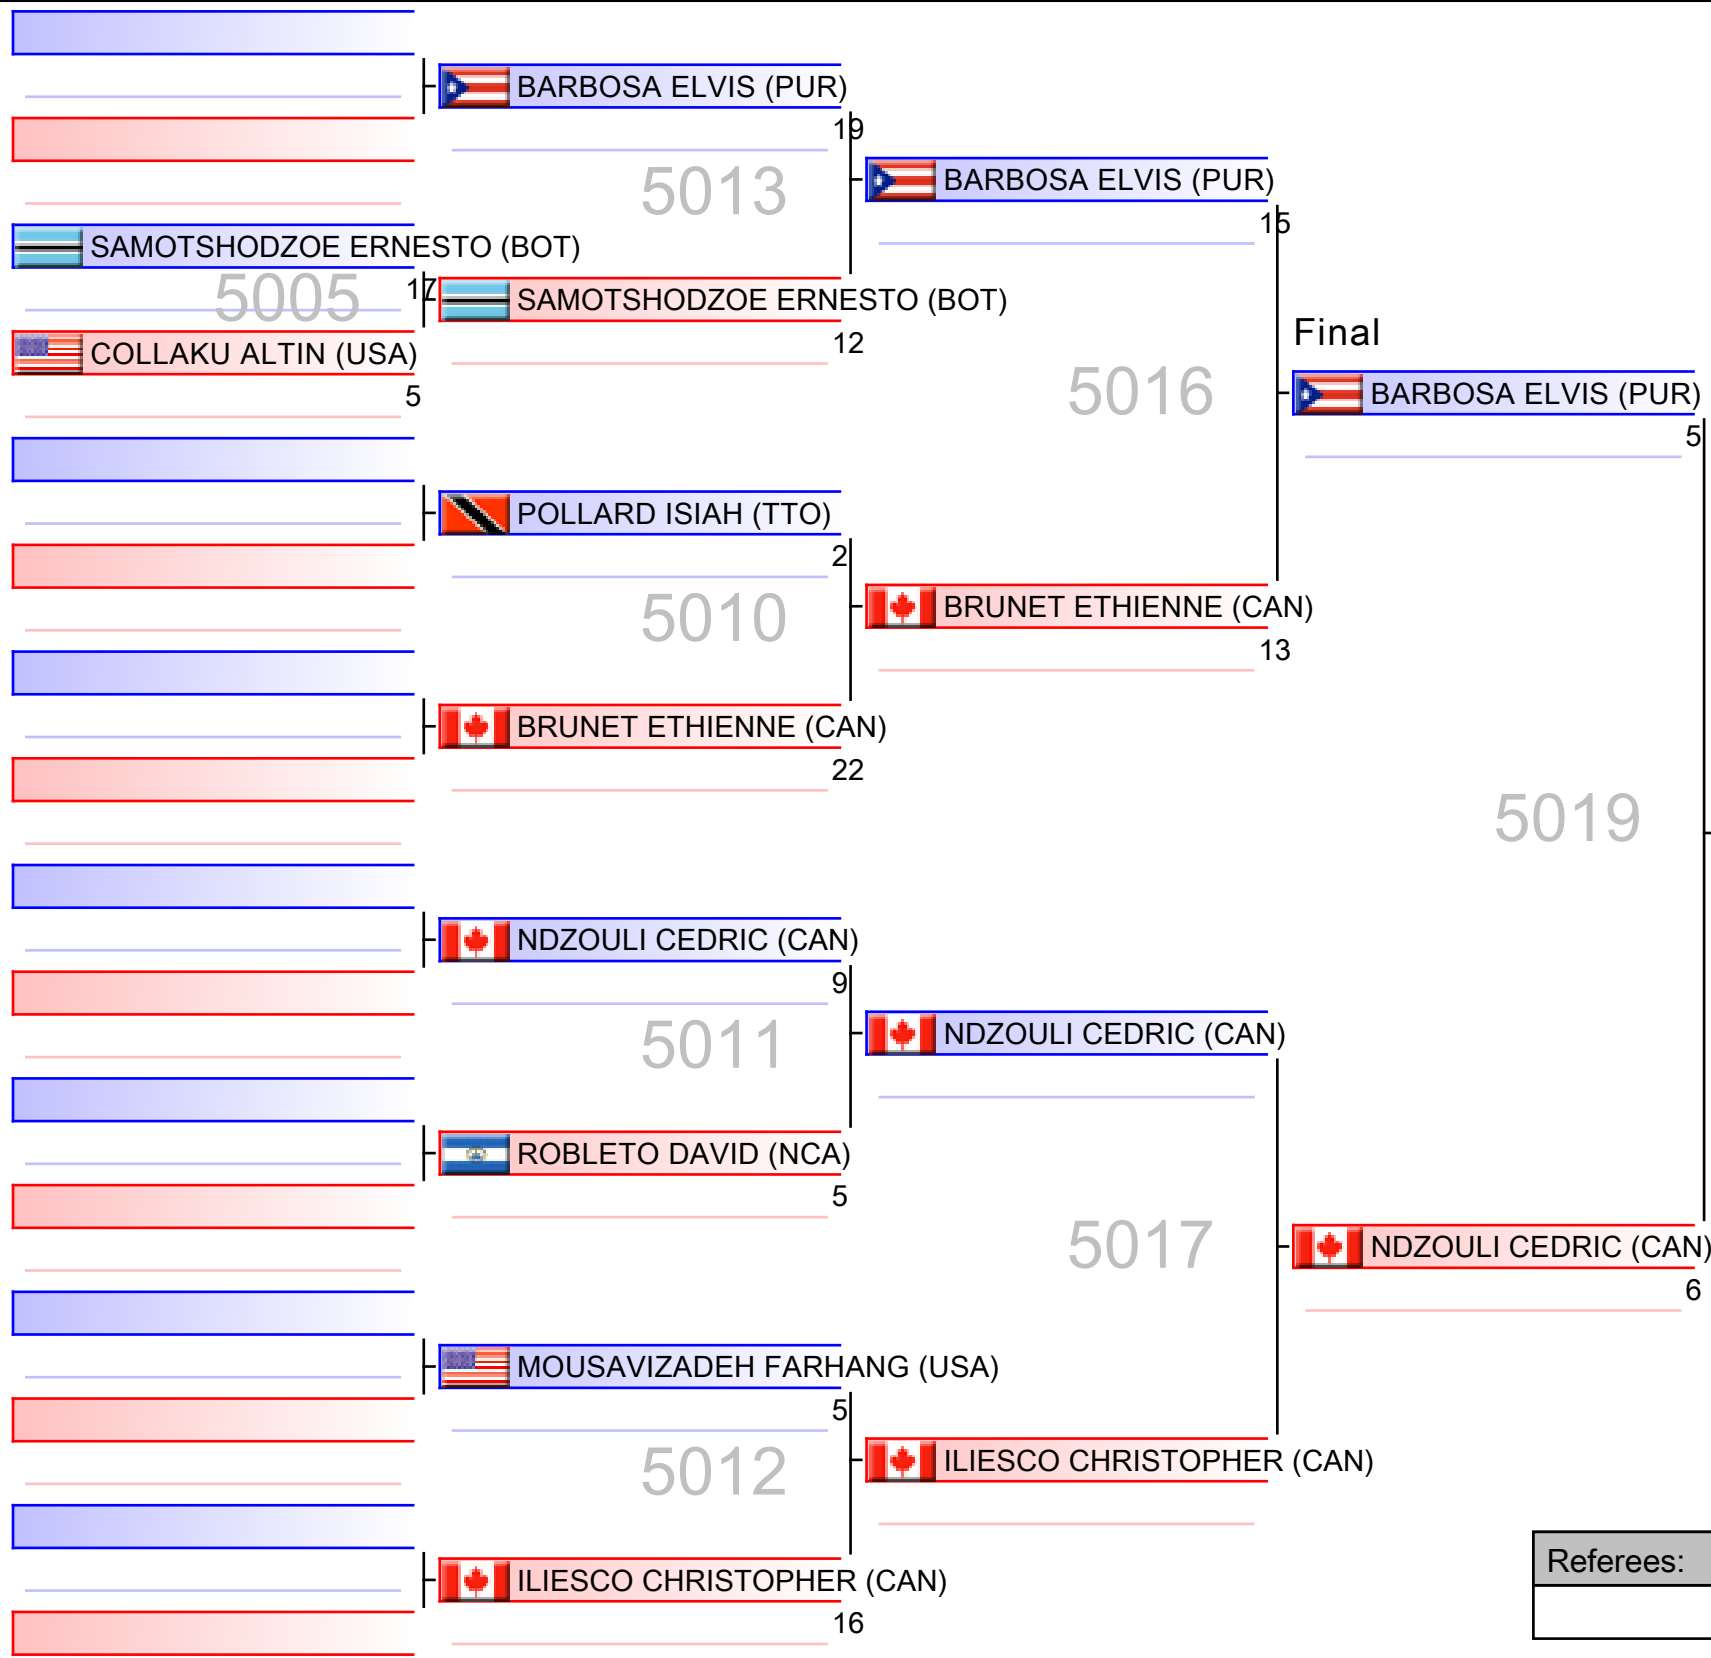 BARBOSA ELVIS (PUR)
19
5013
BARBOSA ELVIS (PUR)
15
SAMOTSHODZOE ERNESTO (BOT)
17
5005
SAMOTSHODZOE ERNESTO (BOT)
12
COLLAKU ALTIN (USA)
5
Final
5016
BARBOSA ELVIS (PUR)
5
POLLARD ISIAH (TTO)
2
5010
BRUNET ETHIENNE (CAN)
13
BRUNET ETHIENNE (CAN)
22
5019
NDZOULI CEDRIC (CAN)
9
5011
NDZOULI CEDRIC (CAN)
ROBLETO DAVID (NCA)
5
5017
NDZOULI CEDRIC (CAN)
6
MOUSAVIZADEH FARHANG (USA)
5
5012
ILIESCO CHRISTOPHER (CAN)
ILIESCO CHRISTOPHER (CAN)
16
Referees: